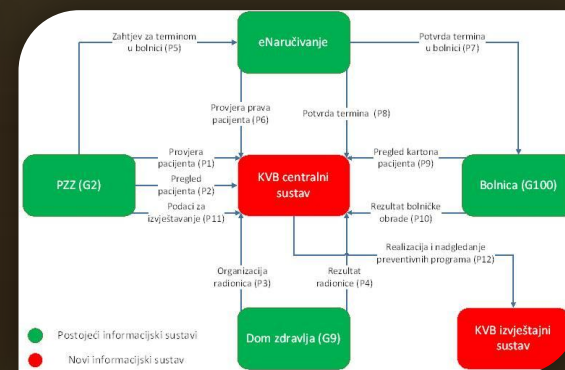 Zahtjev za terminom
u bolnici (P5)
eNaručivanje
Potvrda termina
u bolnici (P7)
Provjera prava
pacijenta (P6)
Potvrda termina (P8)
PZZ (G2)
Provjera
pacijenta (P1)
Pregled
pacijenta (P2)
Podaci za
izvještavanje (P11)
KVB centralni
sustav
Pregled kartona
pacijenta (P9)
Rezultat bolničke
obrade (P10)
Bolnica (G100)
Realizacija i nadgledanje
preventivnih programa (P12)
Organizacija
radionica (P3)
Rezultat
radionice (P4)
Dom zdravlja (G9)
KVB izvještajni
sustav
Postojeći informacijski sustavi
Novi informacijski sustav